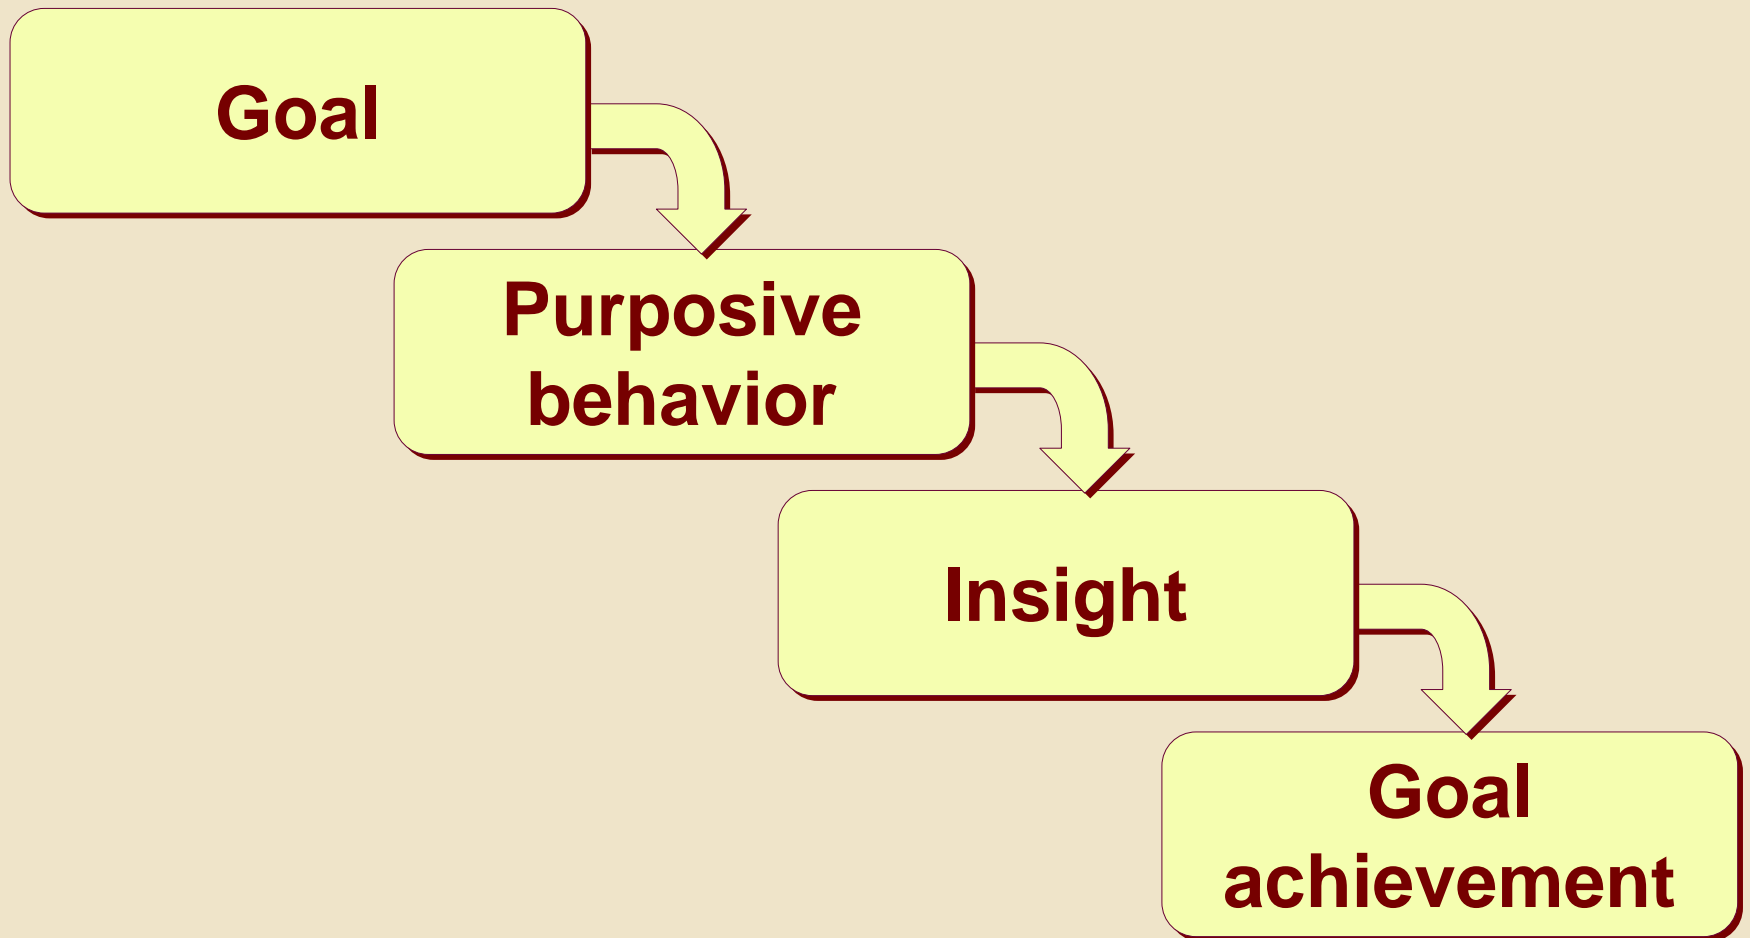 Goal
Purposive
behavior
Insight
Goal
achievement